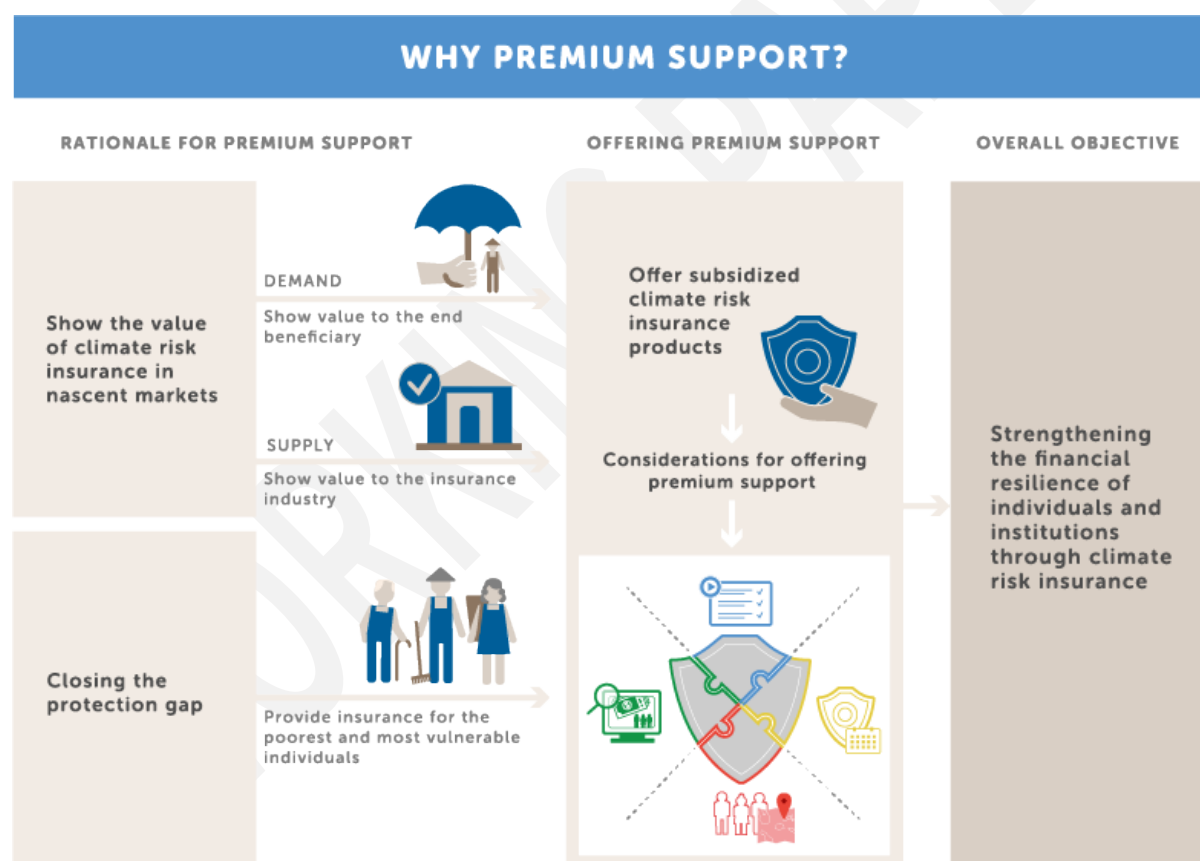 WHY PREMIUM SUPPORT?
RATIONALE FOR PREMIUM SUPPORT
OFFERING PREMIUM SUPPORT
OVERALL OBJECTIVE
Show the value
of climate risk
insurance in
nascent markets
DEMAND
Show value to the end
beneficiary
SUPPLY
Show value to the insurance
industry
Closing the
protection gap
Provide insurance for the
poorest and most vulnerable
individuals
Offer subsidized
climate risk
insurance
products
Considerations for offering
premium support
Strengthening
the financial
resilience of
individuals and
institutions
through climate
risk insurance